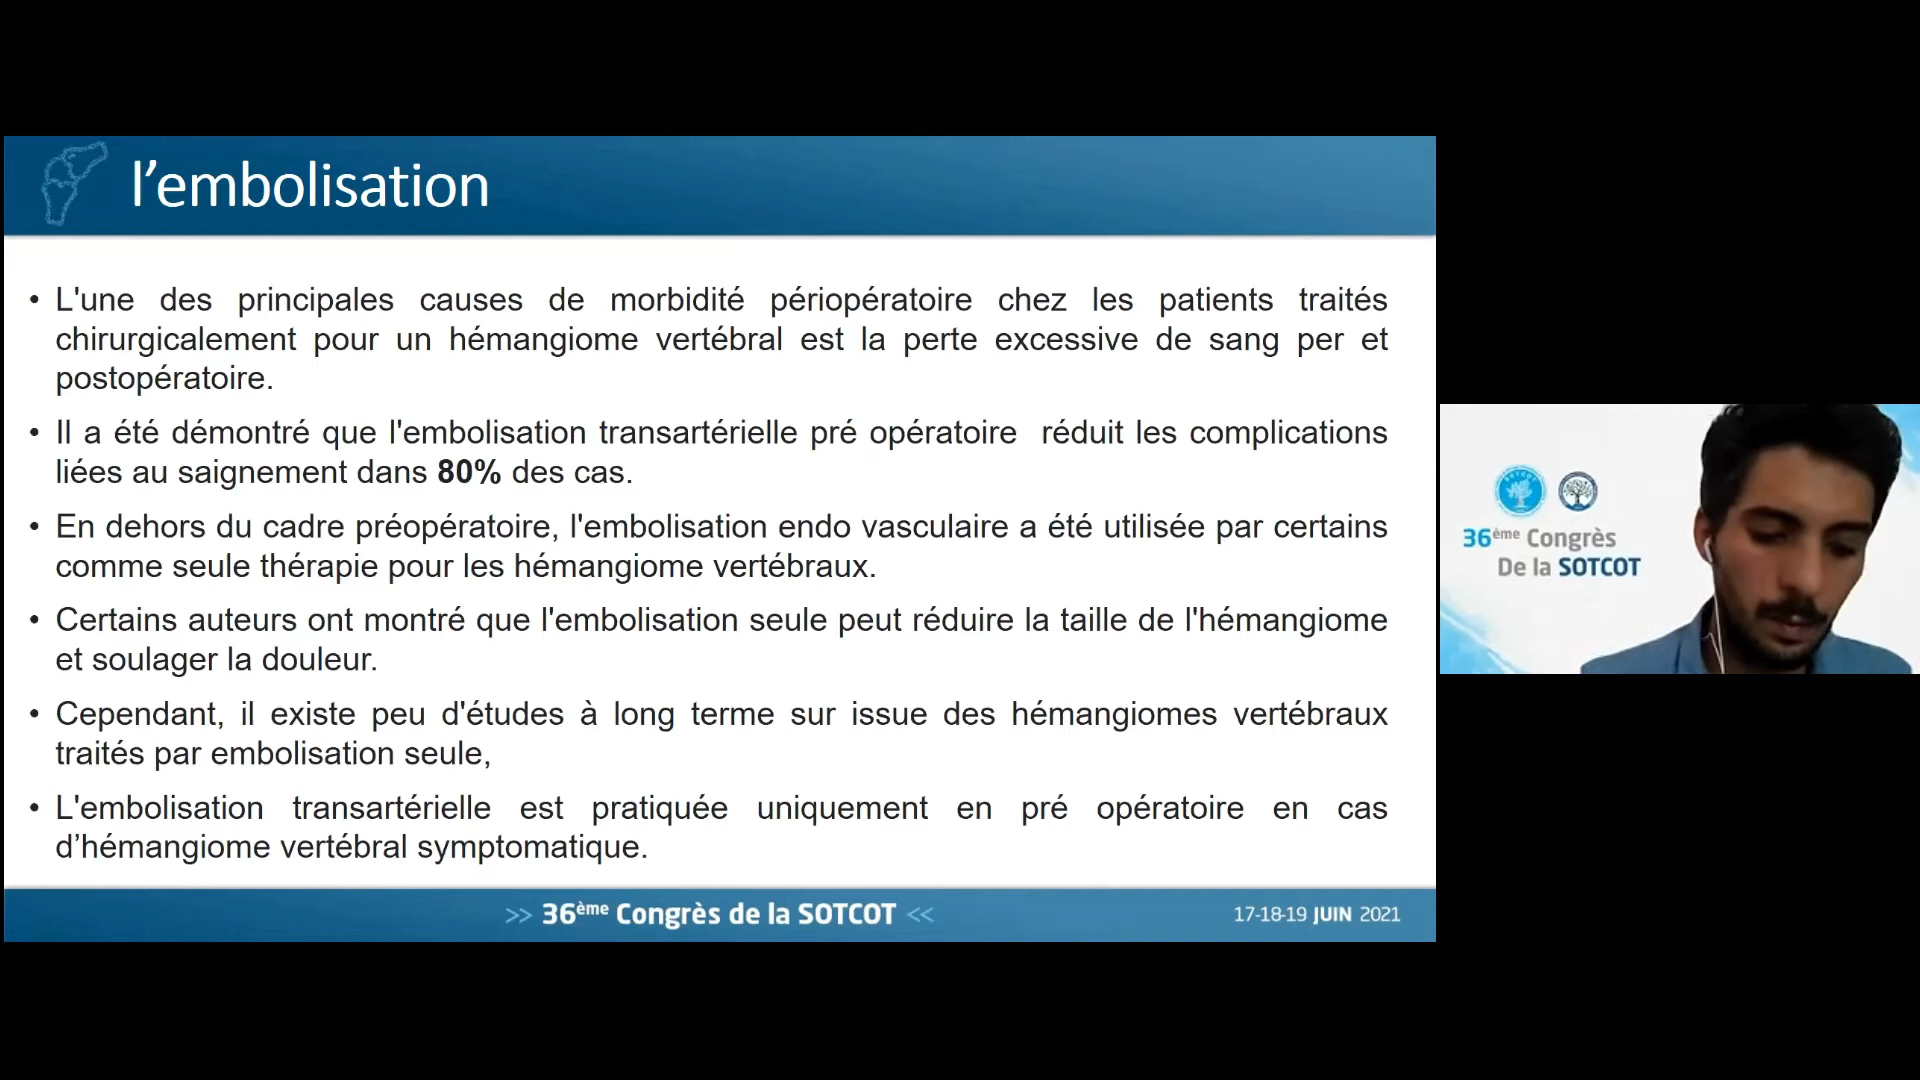 l’embolisation
• L'une des principales causes de morbidité périopératoire chez les patients traités
chirurgicalement pour un hémangiome vertébral est la perte excessive de sang per et
postopératoire.
• Il a été démontré que l'embolisation transartérielle pré opératoire  réduit les complications
liées au saignement dans 80% des cas.
• En dehors du cadre préopératoire, l'embolisation endo vasculaire a été utilisée par certains
comme seule thérapie pour les hémangiome vertébraux.
• Certains auteurs ont montré que l'embolisation seule peut réduire la taille de l'hémangiome
et soulager la douleur.
• Cependant, il existe peu d'études à long terme sur issue des hémangiomes vertébraux
traités par embolisation seule,
• L'embolisation transartérielle est pratiquée uniquement en pré opératoire en cas
d’hémangiome vertébral symptomatique.
>> 36ème Congrès de la SOTCOT <<
17-18-19 JUIN 2021
36ème Congrès
De la SOTCOT